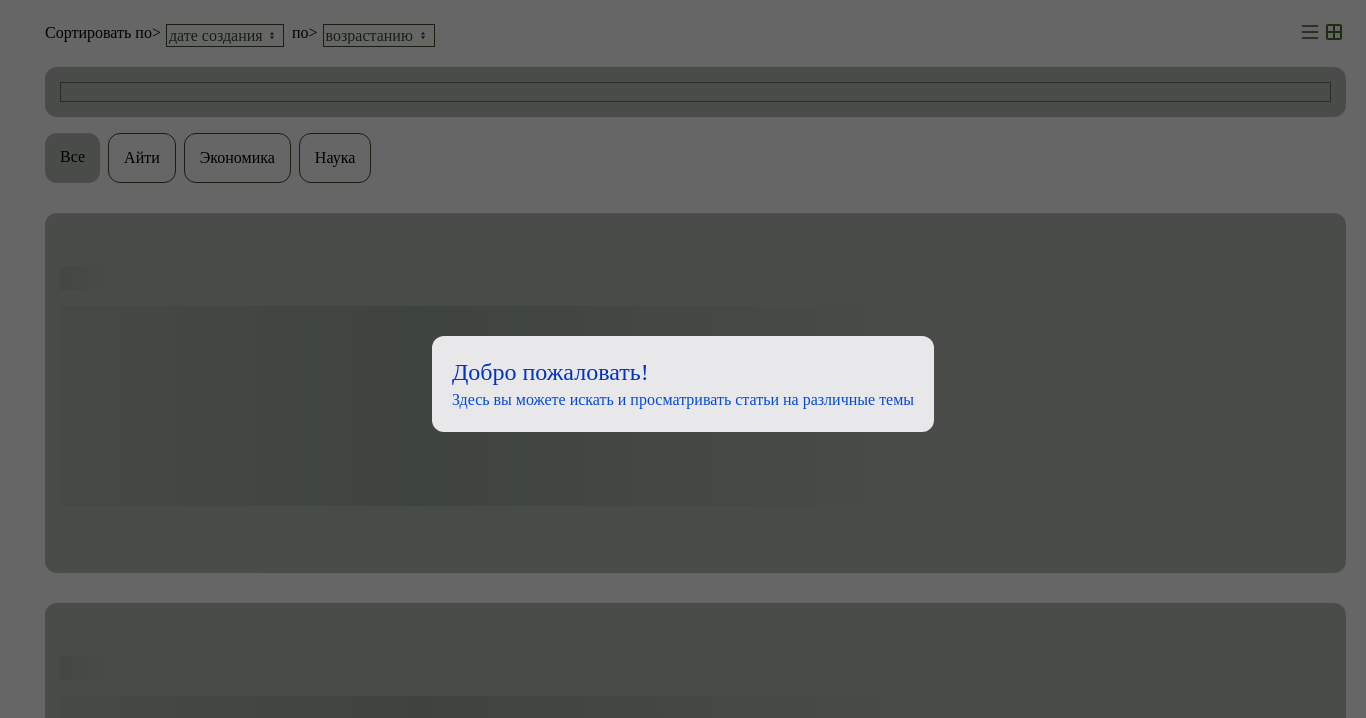 Сортировать по> дате создания по> возрастанию
Все Айти Экономика Наука
Добро пожаловать!
Здесь вы можете искать и просматривать статьи на различные темы